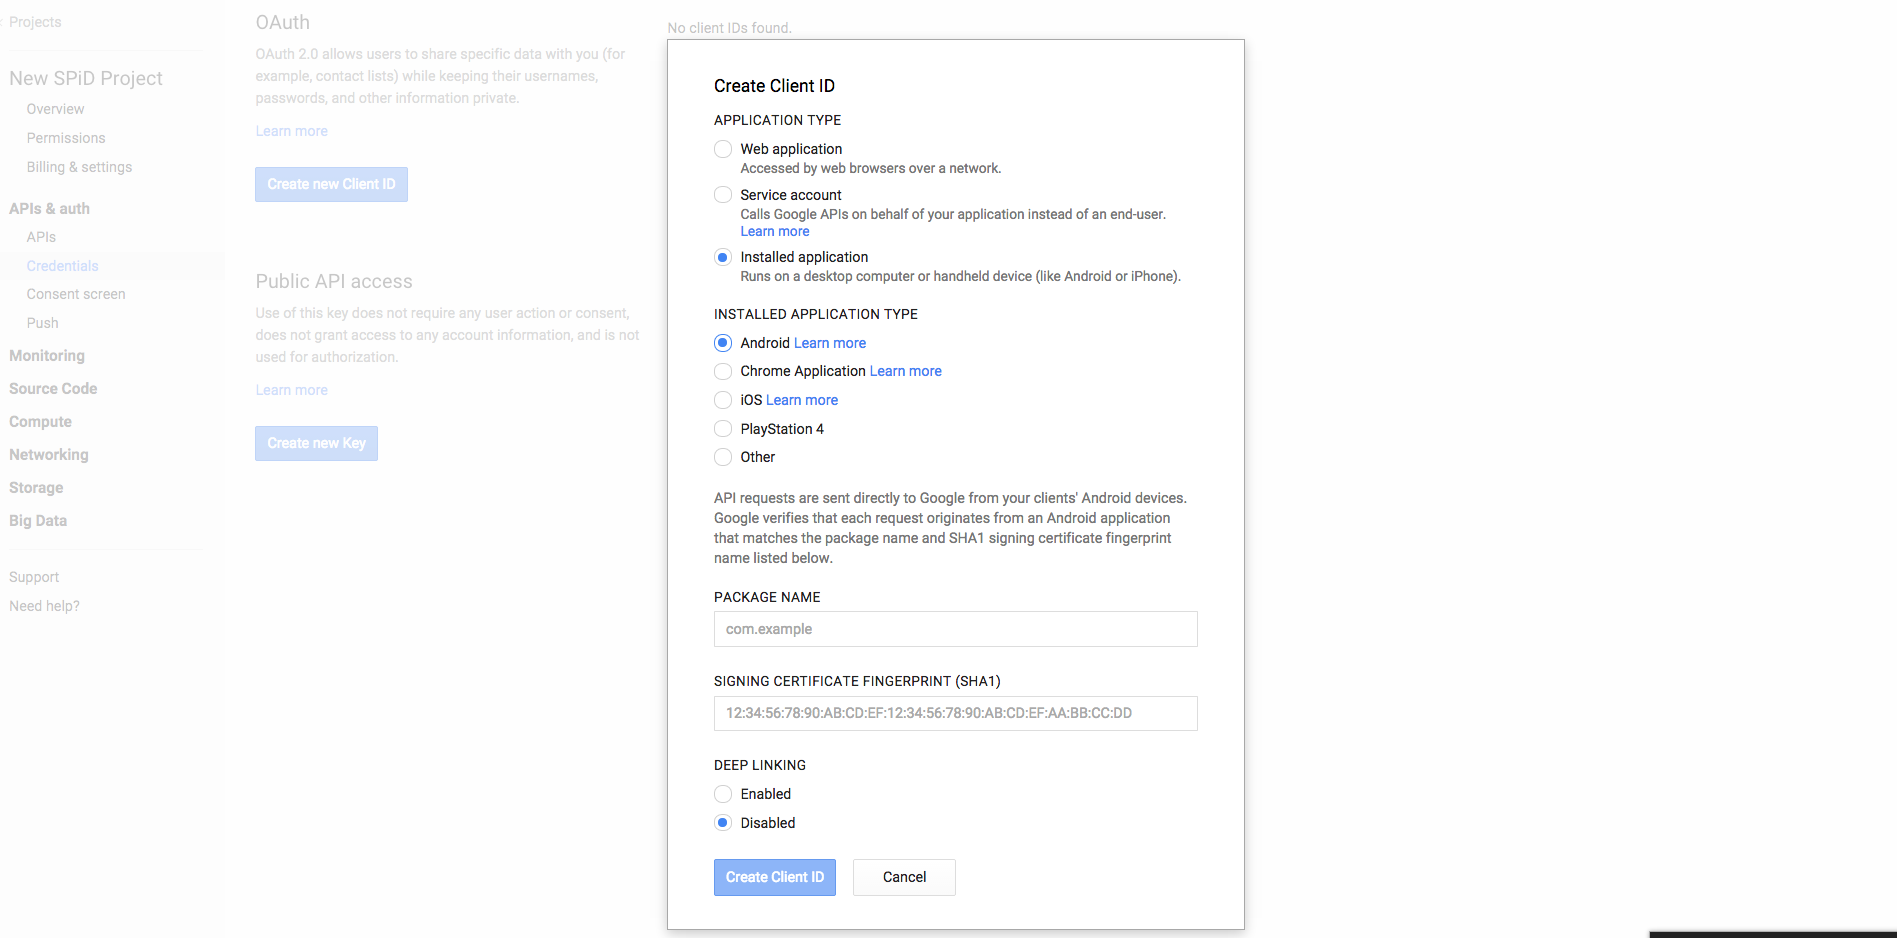 Projects
New SPiD Project
Overview
Permissions
Billing & settings
APIs & auth
APIs
Credentials
Consent screen
Push
Monitoring
Source Code
Compute
Networking
Storage
Big Data
Support
Need help?
OAuth
OAuth 2.0 allows users to share specific data with you (for
example, contact lists) while keeping their usernames,
passwords, and other information private.
Learn more
Create new Client ID
Public API access
Use of this key does not require any user action or consent,
does not grant access to any account information, and is not
used for authorization.
Learn more
Create new Key
No client IDs found.
Create Client ID
APPLICATION TYPE
Web application
Accessed by web browsers over a network.
Service account
Calls Google APIs on behalf of your application instead of an end-user.
Learn more
Installed application
Runs on a desktop computer or handheld device (like Android or iPhone).
INSTALLED APPLICATION TYPE
Android Learn more
Chrome Application Learn more
iOS Learn more
PlayStation 4
Other
API requests are sent directly to Google from your clients' Android devices.
Google verifies that each request originates from an Android application
that matches the package name and SHA1 signing certificate fingerprint
name listed below.
PACKAGE NAME
com.example
SIGNING CERTIFICATE FINGERPRINT (SHA1)
12:34:56:78:90:AB:CD:EF:12:34:56:78:90:AB:CD:EF:AA:BB:CC:DD
DEEP LINKING
Enabled
Disabled
Create Client ID
Cancel